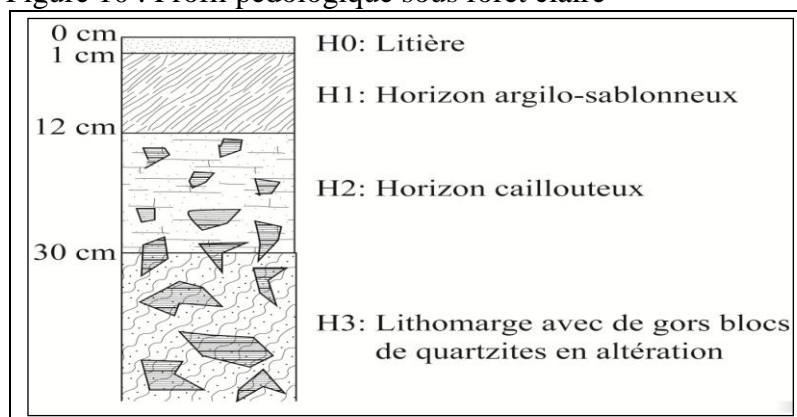 Figure 10 : Profil pédologique sous forêt claire
0 cm
H0: Litière
1 cm
H1: Horizon argilo-sablonneux
12 cm
H2: Horizon caillouteux
30 cm
H3: Lithomarge avec de gors blocs
de quartzites en altération